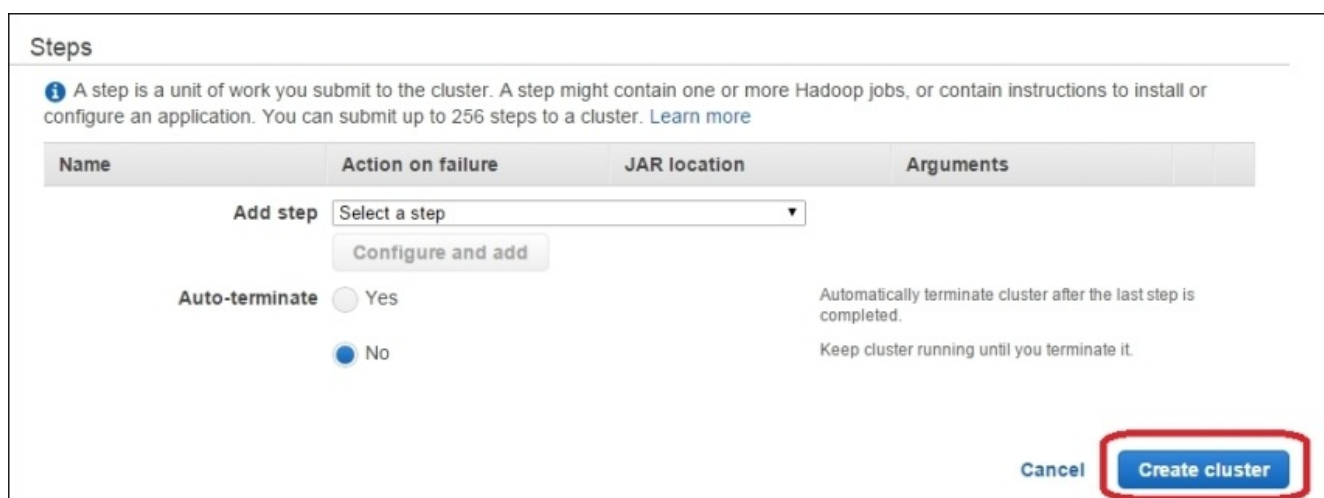 Steps
A step is a unit of work you submit to the cluster. A step might contain one or more Hadoop jobs, or contain instructions to install or
configure an application. You can submit up to 256 steps to a cluster. Learn more
Name Action on failure JAR location Arguments
Add step Select a step
Configure and add
Auto-terminate Yes Automatically terminate cluster after the last step is
completed.
No Keep cluster running until you terminate it.
Cancel Create cluster